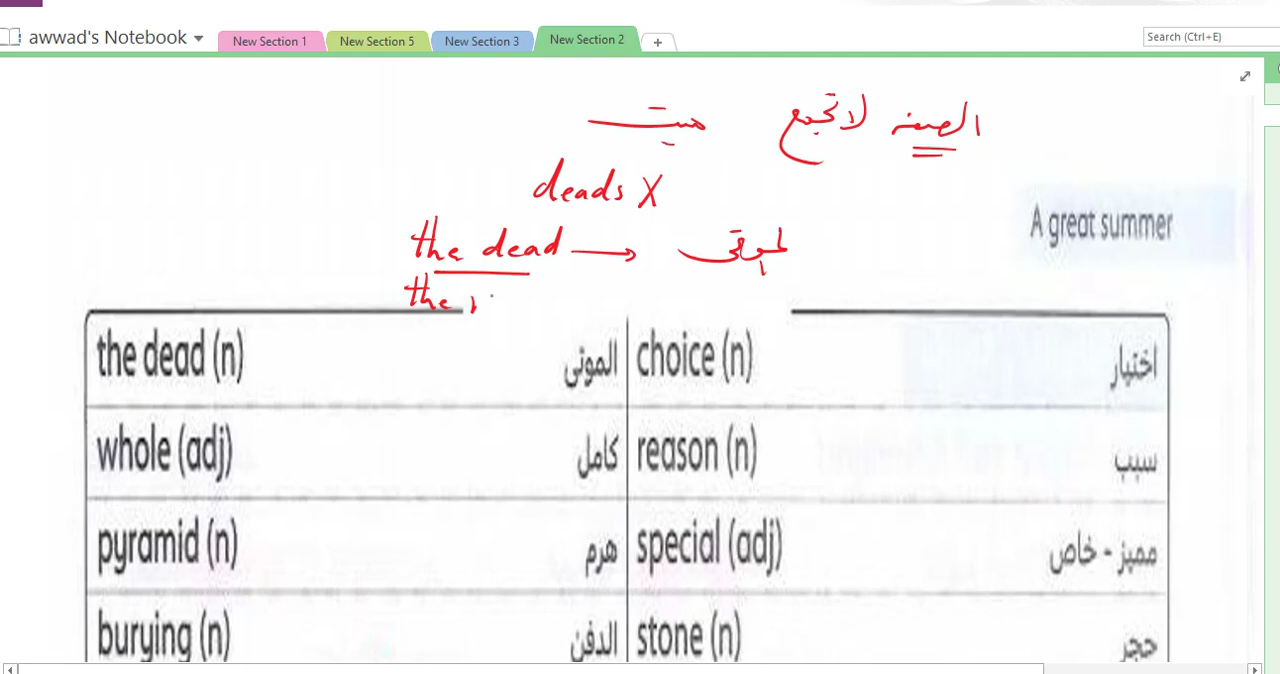 awwad's Notebook New Section 1 New Section 5 New Section 3 New Section 2 + Search (Ctrl+E)
الصفة لا تجمع ميت
deads X
the dead → الموتى
the
A great summer
the dead (n) الموتى choice (n) اختيار
whole (adj) كامل reason (n) سبب
pyramid (n) هرم special (adj) مميز - خاص
burying (n) الدفن stone (n) حجر